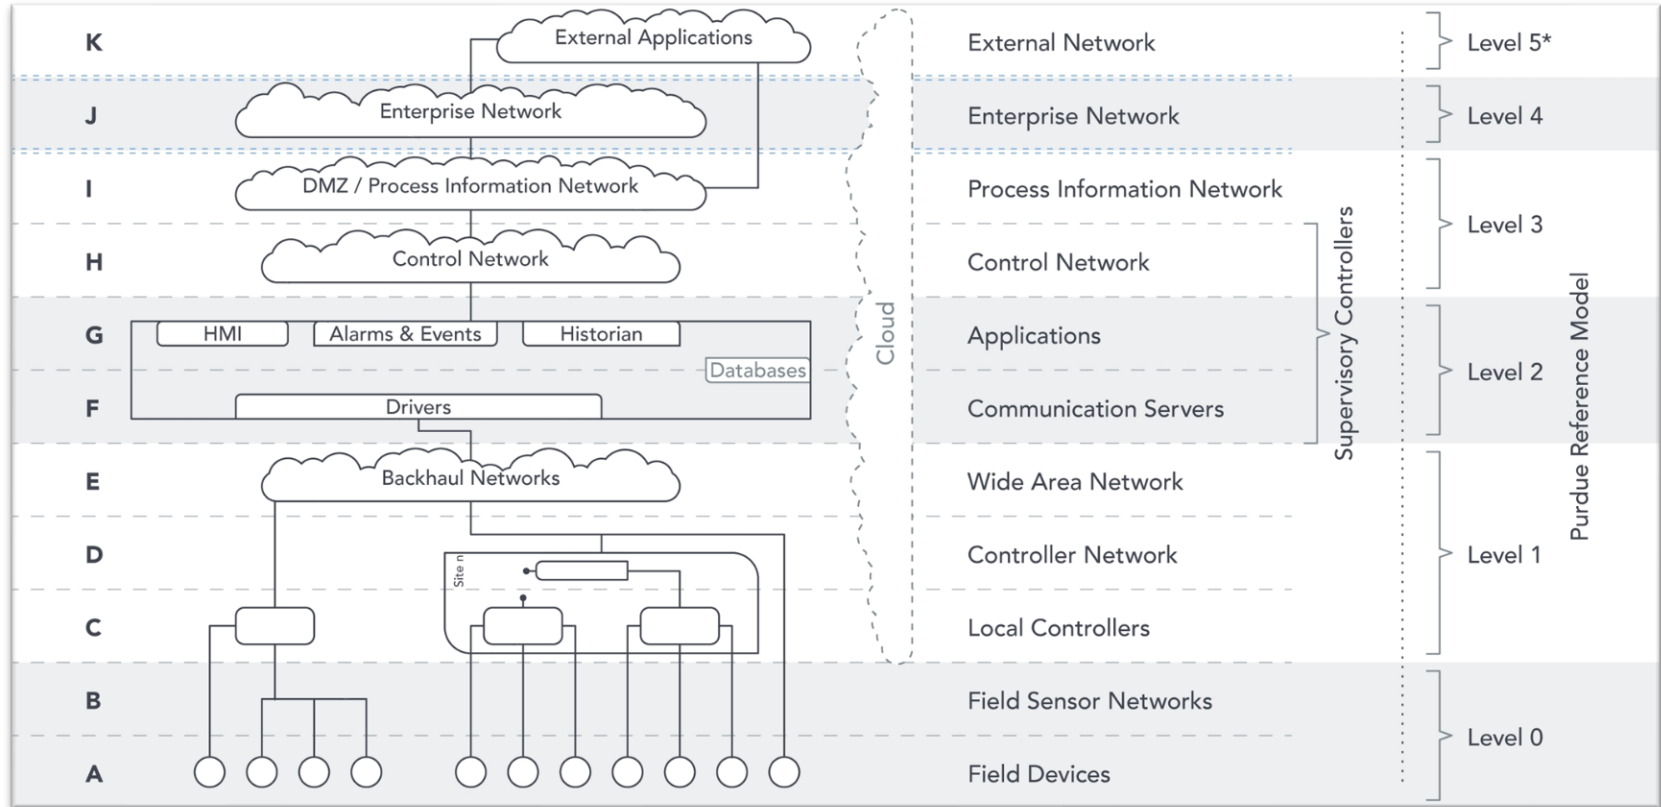 K
External Applications
External Network
Level 5*
J
Enterprise Network
Enterprise Network
Level 4
I
DMZ / Process Information Network
Process Information Network
Level 3
H
Control Network
Control Network
G
HMI
Alarms & Events
Historian
Applications
Databases
Level 2
F
Drivers
Communication Servers
E
Backhaul Networks
Wide Area Network
D
Site n
Controller Network
Level 1
C
Local Controllers
B
Field Sensor Networks
Level 0
A
Field Devices
Cloud
Supervisory Controllers
Purdue Reference Model